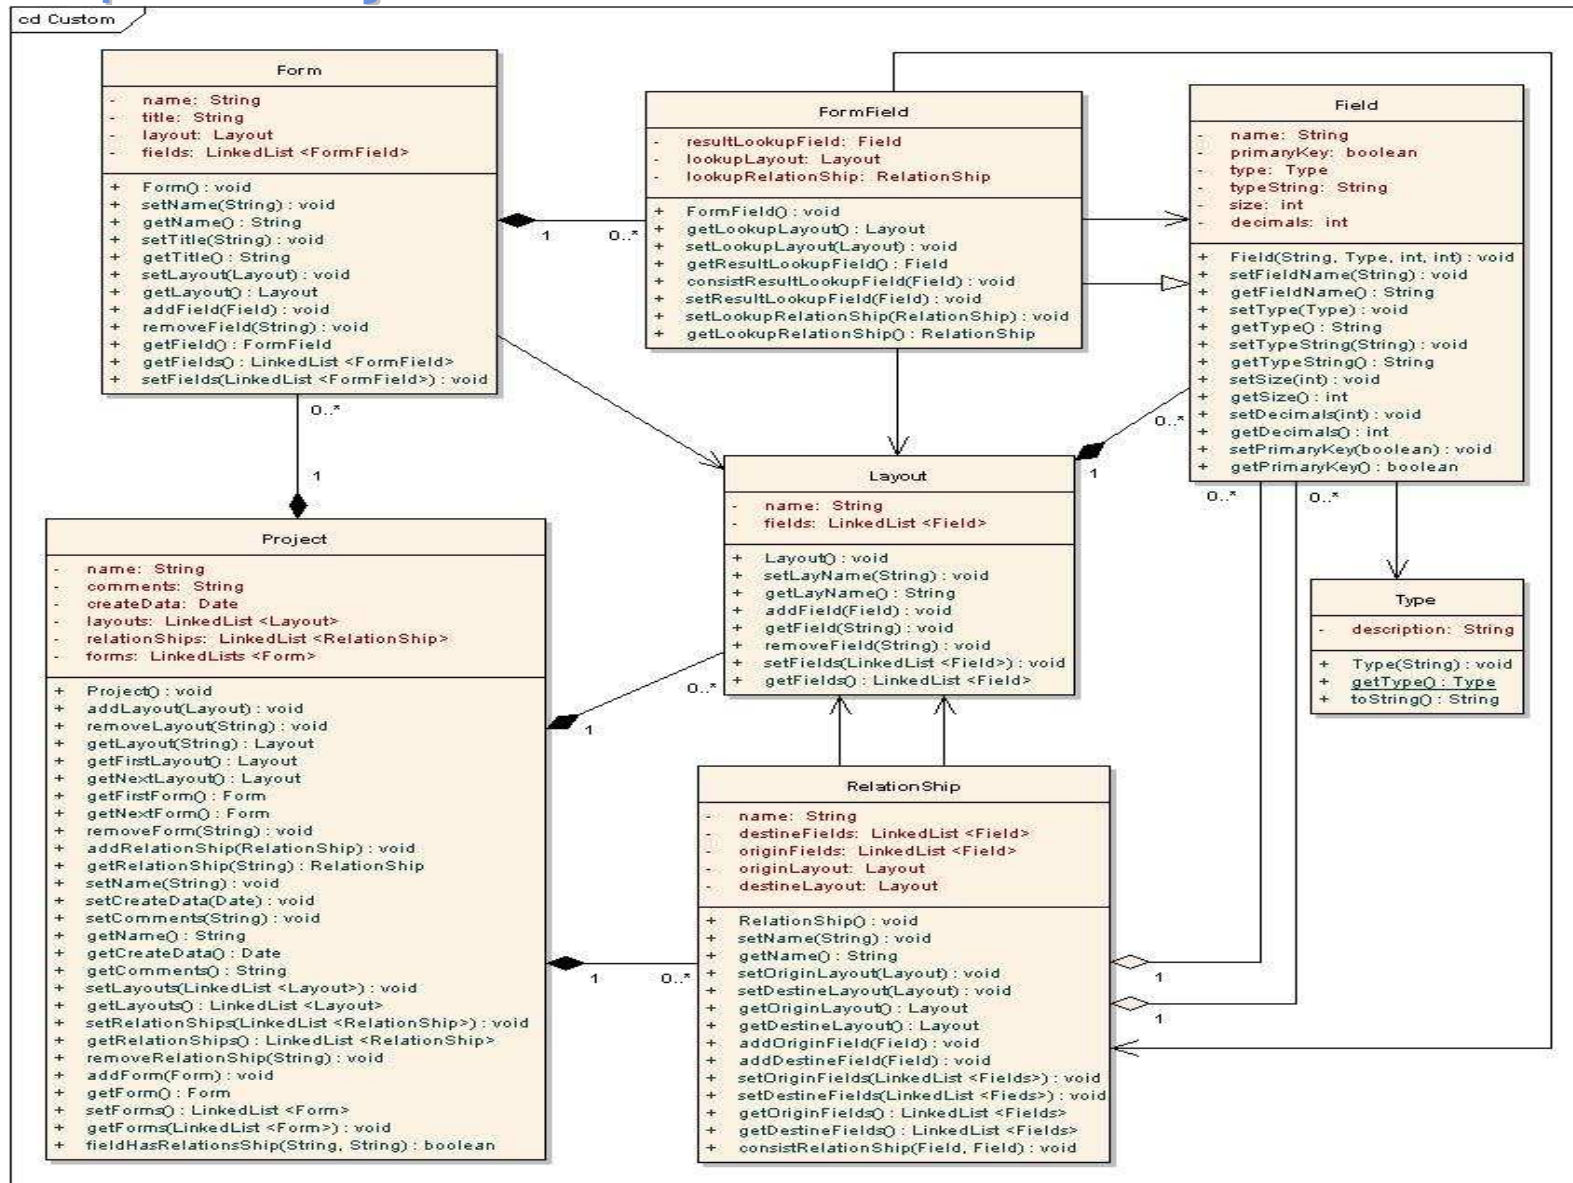 cd Custom
Form
- name: String
- title: String
- layout: Layout
- fields: LinkedList <FormField>
+ Form() : void
+ setName(String) : void
+ getName() : String
+ setTitle(String) : void
+ getTitle() : String
+ setLayout(Layout) : void
+ getLayout() : Layout
+ addField(Field) : void
+ removeField(String) : void
+ getField() : FormField
+ getFields() : LinkedList <FormField>
+ setFields(LinkedList <FormField>) : void
1
0..*
FormField
- resultLookupField: Field
- lookupLayout: Layout
- lookupRelationShip: RelationShip
+ FormField() : void
+ getLookupLayout() : Layout
+ setLookupLayout(Layout) : void
+ getResultLookupField() : Field
+ consistResultLookupField(Field) : void
+ setResultLookupField(Field) : void
+ setLookupRelationShip(RelationShip) : void
+ getLookupRelationShip() : RelationShip
Field
- name: String
- primaryKey: boolean
- type: Type
- typeString: String
- size: int
- decimals: int
+ Field(String, Type, int, int) : void
+ setFieldName(String) : void
+ getFieldName() : String
+ setType(Type) : void
+ getType() : String
+ setTypeString(String) : void
+ getTypeString() : String
+ setSize(int) : void
+ getSize() : int
+ setDecimals(int) : void
+ getDecimals() : int
+ setPrimaryKey(boolean) : void
+ getPrimaryKey() : boolean
0..*
1
0..*
1
0..*
0..*
Layout
- name: String
- fields: LinkedList <Field>
+ Layout() : void
+ setLayName(String) : void
+ getLayName() : String
+ addField(Field) : void
+ getField(String) : void
+ removeField(String) : void
+ setFields(LinkedList <Field>) : void
+ getFields() : LinkedList <Field>
Type
- description: String
+ Type(String) : void
+ getType() : Type
+ toString() : String
Project
- name: String
- comments: String
- createData: Date
- layouts: LinkedList <Layout>
- relationShips: LinkedList <RelationShip>
- forms: LinkedLists <Form>
+ Project() : void
+ addLayout(Layout) : void
+ removeLayout(String) : void
+ getLayout(String) : Layout
+ getFirstLayout() : Layout
+ getNextLayout() : Layout
+ getFirstForm() : Form
+ getNextForm() : Form
+ removeForm(String) : void
+ addRelationShip(RelationShip) : void
+ getRelationShip(String) : RelationShip
+ setName(String) : void
+ setCreateData(Date) : void
+ setComments(String) : void
+ getName() : String
+ getCreateData() : Date
+ getComments() : String
+ setLayouts(LinkedList <Layout>) : void
+ getLayouts() : LinkedList <Layout>
+ setRelationShips(LinkedList <RelationShip>) : void
+ getRelationShips() : LinkedList <RelationShip>
+ removeRelationShip(String) : void
+ addForm(Form) : void
+ getForm() : Form
+ setForms() : LinkedList <Form>
+ getForms(LinkedList <Form>) : void
+ fieldHasRelationsShip(String, String) : boolean
0..*
1
1
0..*
RelationShip
- name: String
- destineFields: LinkedList <Field>
- originFields: LinkedList <Field>
- originLayout: Layout
- destineLayout: Layout
+ RelationShip() : void
+ setName(String) : void
+ getName() : String
+ setOriginLayout(Layout) : void
+ setDestineLayout(Layout) : void
+ getOriginLayout() : Layout
+ getDestineLayout() : Layout
+ addOriginField(Field) : void
+ addDestineField(Field) : void
+ setOriginFields(LinkedList <Fields>) : void
+ setDestineFields(LinkedList <Fieds>) : void
+ getOriginFields() : LinkedList <Fields>
+ getDestineFields() : LinkedList <Fields>
+ consistRelationShip(Field, Field) : void
1
1